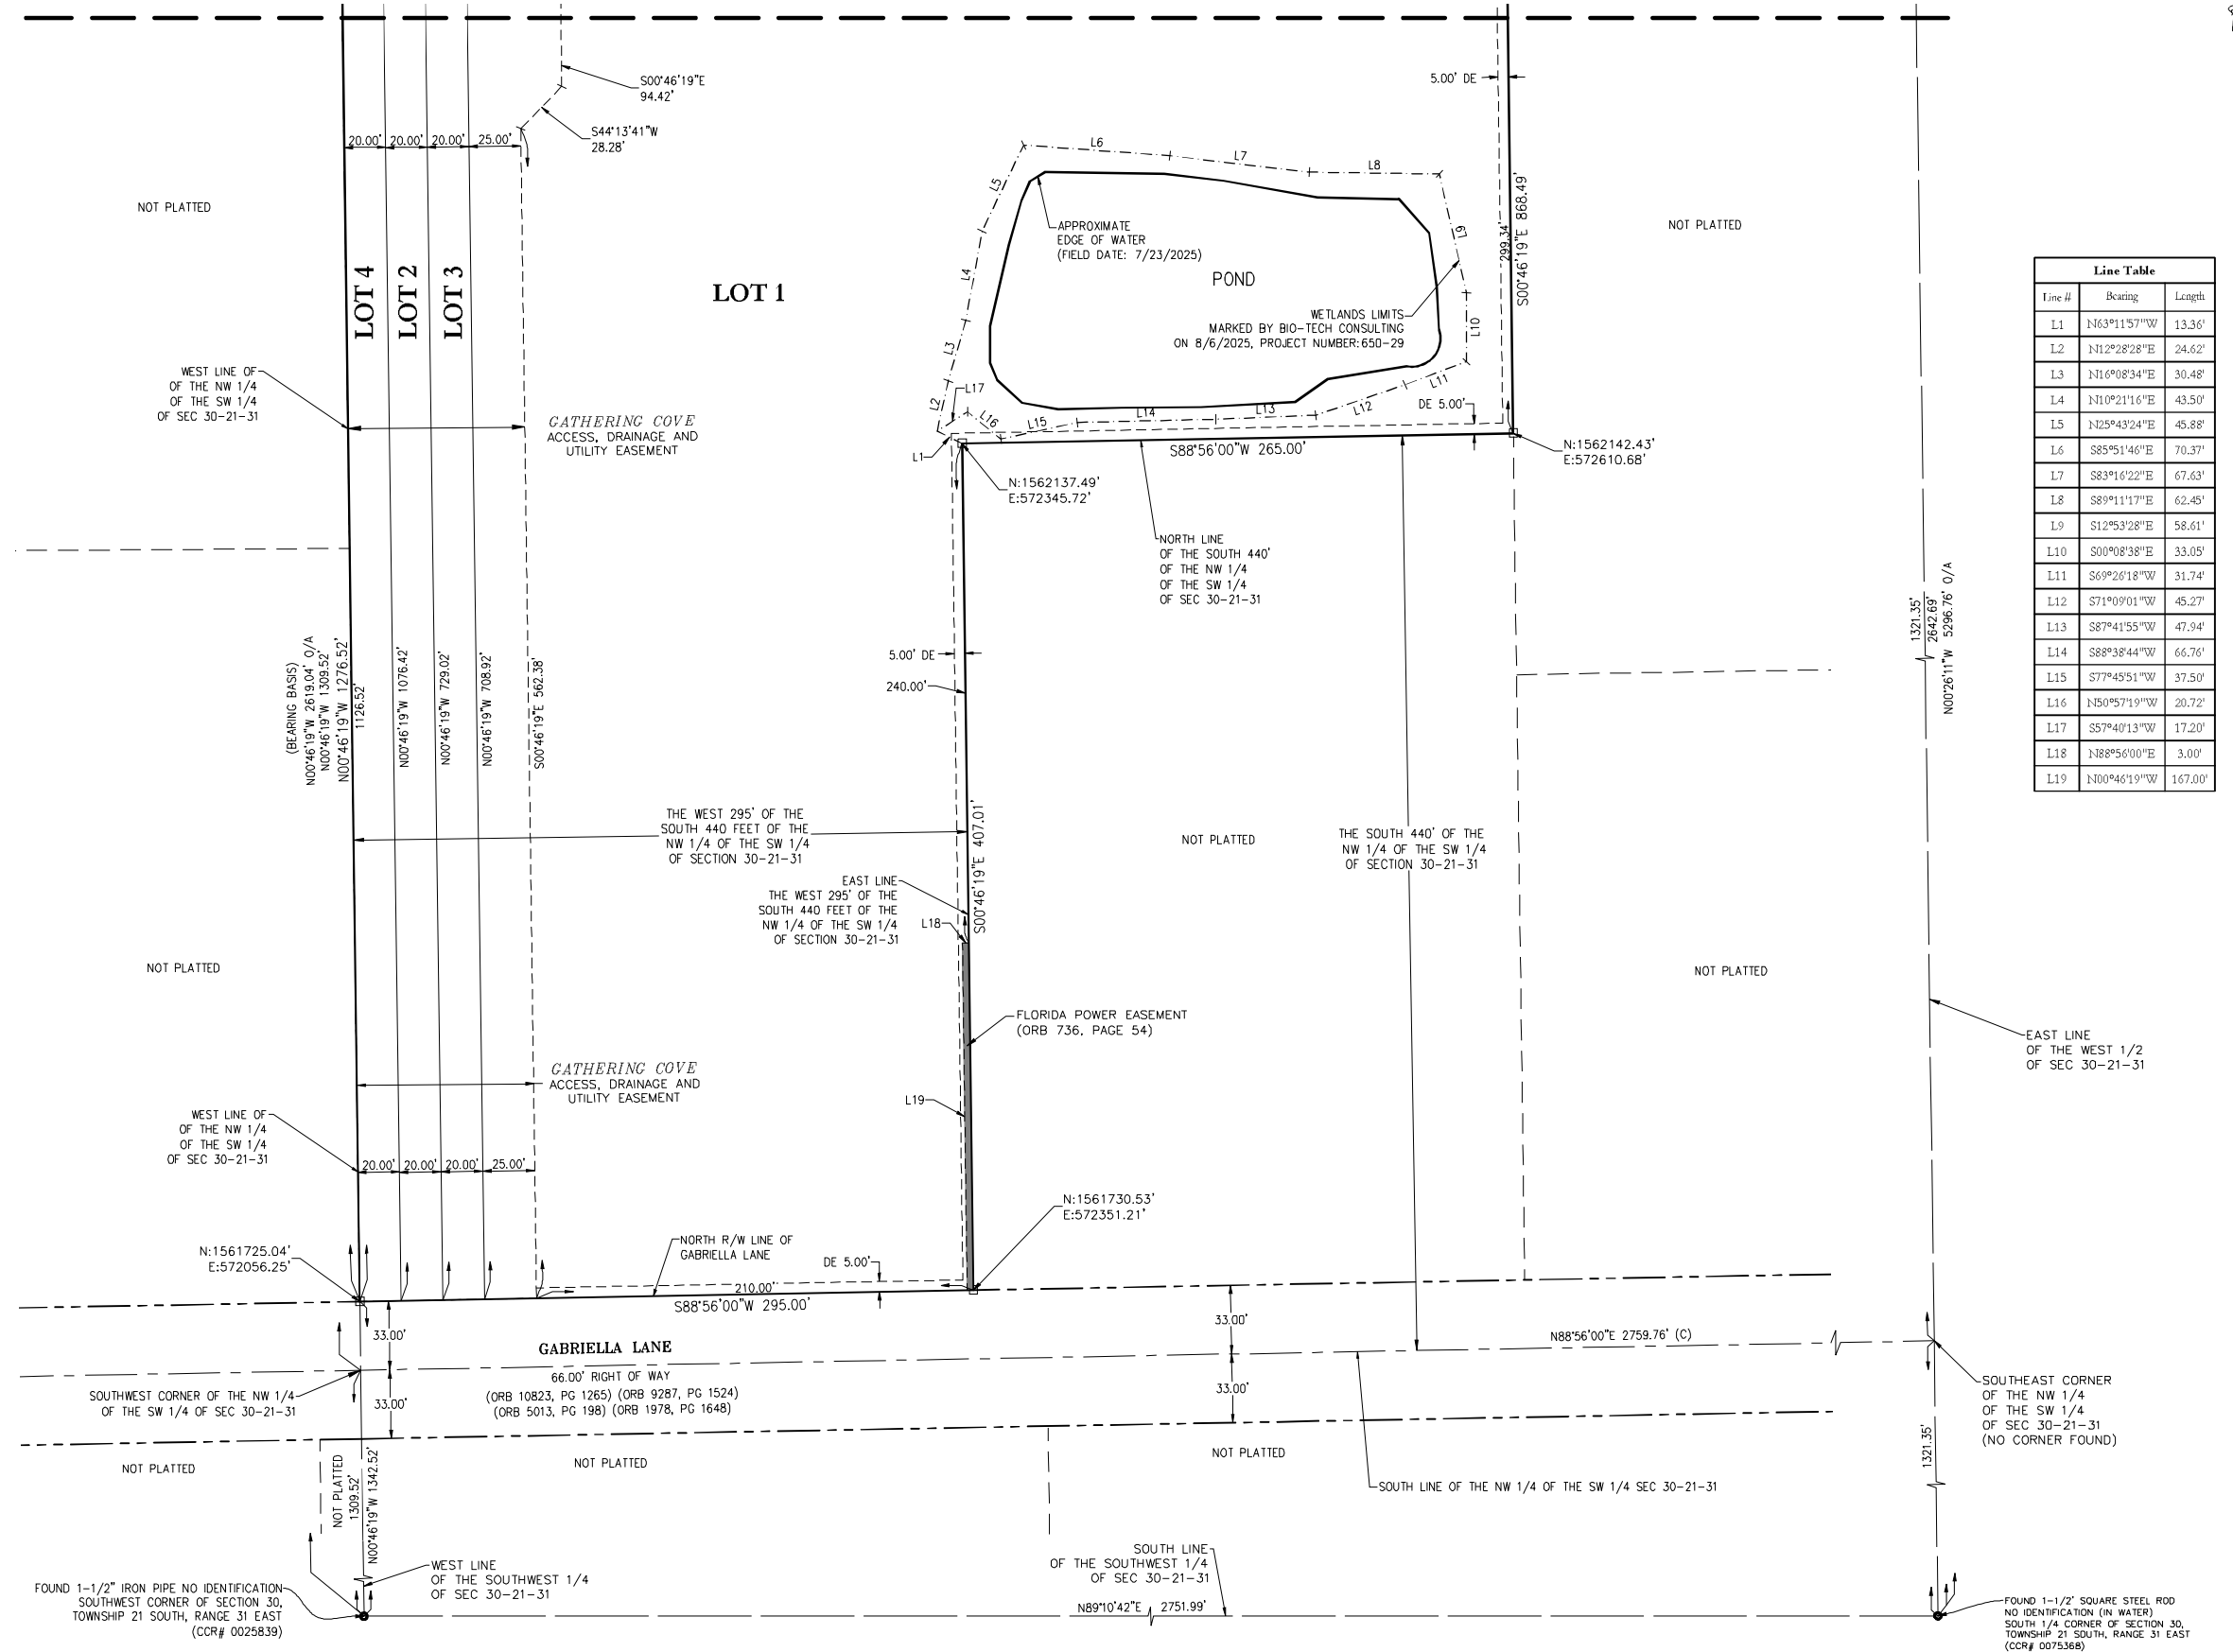 S00°46'19"E
94.42'
S44°13'41"W
28.28'
5.00' DE
20.00' 20.00' 20.00' 25.00'
NOT PLATTED
LOT 4
LOT 2
LOT 3
LOT 1
L6
L7
L8
L5
L4
L3
L2
L9
L10
L11
L12
L13
L14
L15
L16
L17
L1
APPROXIMATE
EDGE OF WATER
(FIELD DATE: 7/23/2025)
POND
WETLANDS LIMITS
MARKED BY BIO-TECH CONSULTING
ON 8/6/2025, PROJECT NUMBER:650-29
299.34'
S00°46'19"E 868.49'
NOT PLATTED
DE 5.00'
S88°56'00"W 265.00'
N:1562142.43'
E:572610.68'
N:1562137.49'
E:572345.72'
WEST LINE OF
OF THE NW 1/4
OF THE SW 1/4
OF SEC 30-21-31
GATHERING COVE
ACCESS, DRAINAGE AND
UTILITY EASEMENT
NORTH LINE
OF THE SOUTH 440'
OF THE NW 1/4
OF THE SW 1/4
OF SEC 30-21-31
Line Table
Line # Bearing Length
L1 N63°11'57"W 13.36'
L2 N12°28'28"E 24.62'
L3 N16°08'34"E 30.48'
L4 N10°21'16"E 43.50'
L5 N25°43'24"E 45.88'
L6 S85°51'46"E 70.37'
L7 S83°16'22"E 67.63'
L8 S89°11'17"E 62.45'
L9 S12°53'28"E 58.61'
L10 S00°08'38"E 33.05'
L11 S69°26'18"W 31.74'
L12 S71°09'01"W 45.27'
L13 S87°41'55"W 47.94'
L14 S88°38'44"W 66.76'
L15 S77°45'51"W 37.50'
L16 N50°57'19"W 20.72'
L17 S57°40'13"W 17.20'
L18 N88°56'00"E 3.00'
L19 N00°46'19"W 167.00'
(BEARING BASIS)
N00°46'19"W 2619.04' O/A
N00°46'19"W 1309.52'
N00°46'19"W 1276.52'
1126.52'
N00°46'19"W 1076.42'
N00°46'19"W 729.02'
N00°46'19"W 708.92'
S00°46'19"E 562.38'
5.00' DE
240.00'
1321.35'
2642.69'
N00°26'11"W 5296.76' O/A
THE WEST 295' OF THE
SOUTH 440 FEET OF THE
NW 1/4 OF THE SW 1/4
OF SECTION 30-21-31
S00°46'19"E 407.01'
NOT PLATTED
THE SOUTH 440' OF THE
NW 1/4 OF THE SW 1/4
OF SECTION 30-21-31
EAST LINE
THE WEST 295' OF THE
SOUTH 440 FEET OF THE
NW 1/4 OF THE SW 1/4
OF SECTION 30-21-31
L18
NOT PLATTED
NOT PLATTED
FLORIDA POWER EASEMENT
(ORB 736, PAGE 54)
EAST LINE
OF THE WEST 1/2
OF SEC 30-21-31
GATHERING COVE
ACCESS, DRAINAGE AND
UTILITY EASEMENT
L19
WEST LINE OF
OF THE NW 1/4
OF THE SW 1/4
OF SEC 30-21-31
20.00' 20.00' 20.00' 25.00'
N:1561730.53'
E:572351.21'
N:1561725.04'
E:572056.25'
NORTH R/W LINE OF
GABRIELLA LANE
DE 5.00'
210.00'
S88°56'00"W 295.00'
33.00'
33.00'
GABRIELLA LANE
66.00' RIGHT OF WAY
(ORB 10823, PG 1265) (ORB 9287, PG 1524)
(ORB 5013, PG 198) (ORB 1978, PG 1648)
33.00'
33.00'
N88°56'00"E 2759.76' (C)
SOUTHWEST CORNER OF THE NW 1/4
OF THE SW 1/4 OF SEC 30-21-31
SOUTHEAST CORNER
OF THE NW 1/4
OF THE SW 1/4
OF SEC 30-21-31
(NO CORNER FOUND)
NOT PLATTED
NOT PLATTED
1309.52'
N00°46'19"W 1342.52'
NOT PLATTED
NOT PLATTED
1321.35'
SOUTH LINE OF THE NW 1/4 OF THE SW 1/4 SEC 30-21-31
WEST LINE
OF THE SOUTHWEST 1/4
OF SEC 30-21-31
SOUTH LINE
OF THE SOUTHWEST 1/4
OF SEC 30-21-31
N89°10'42"E 2751.99'
FOUND 1-1/2" IRON PIPE NO IDENTIFICATION
SOUTHWEST CORNER OF SECTION 30,
TOWNSHIP 21 SOUTH, RANGE 31 EAST
(CCR# 0025839)
FOUND 1-1/2' SQUARE STEEL ROD
NO IDENTIFICATION (IN WATER)
SOUTH 1/4 CORNER OF SECTION 30,
TOWNSHIP 21 SOUTH, RANGE 31 EAST
(CCR# 0075368)